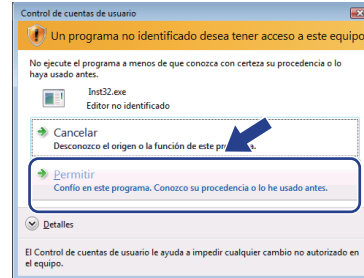 Control de cuentas de usuario
Un programa no identificado desea tener acceso a este equipo
No ejecute el programa a menos de que conozca con certeza su procedencia o lo
haya usado antes.
Inst32.exe
Editor no identificado
Cancelar
Desconozco el origen o la función de este programa.
Permitir
Confío en este programa. Conozco su procedencia o lo he usado antes.
Detalles
El Control de cuentas de usuario le ayuda a impedir cualquier cambio no autorizado en
el equipo.